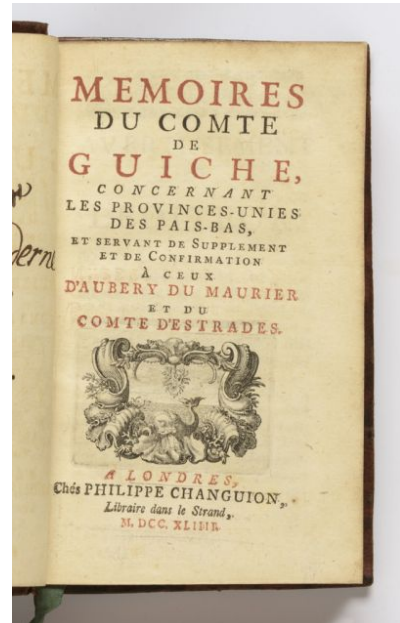 MEMOIRES
DU COMTE
DE
GUICHE,
CONCERNANT
LES PROVINCES-UNIES
DES PAIS-BAS,
ET SERVANT DE SUPPLEMENT
ET DE CONFIRMATION
À CEUX
D'AUBERY DU MAURIER
ET DU
COMTE D'ESTRADES.
A LONDRES,
Chés PHILIPPE CHANGUION,
Libraire dans le Strand,
M. DCC. XLIIII.